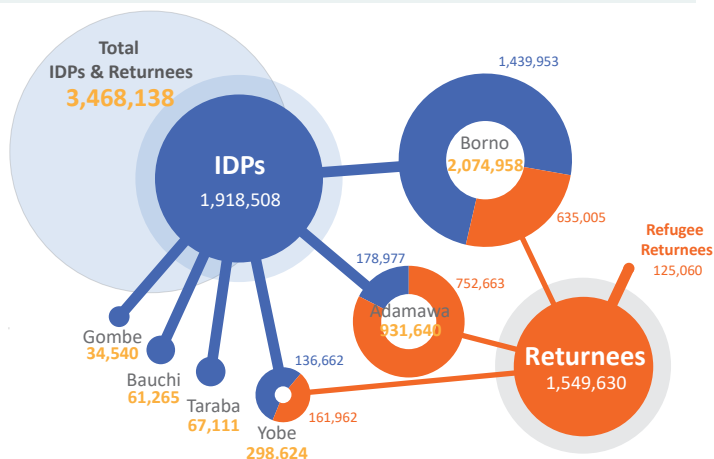 Total
IDPs & Returnees
3,468,138
IDPs
1,918,508
1,439,953
Borno
2,074,958
635,005
Refugee
Returnees
125,060
178,977
752,663
Adamawa
931,640
Gombe
34,540
Bauchi
61,265
Taraba
67,111
136,662
161,962
Yobe
298.624
Returnees
1,549,630